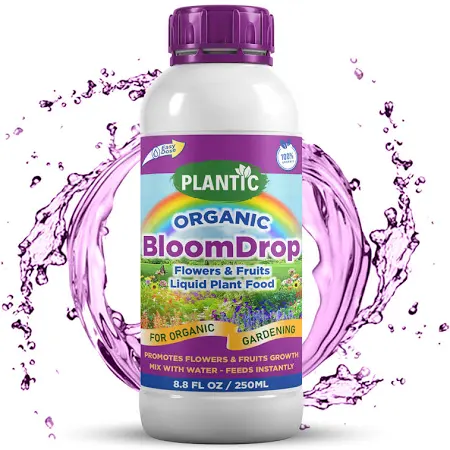 Easy
Dose
100%
PLANTIC
ORGANIC
BloomDrop
Flowers & Fruits
Liquid Plant Food
FOR ORGANIC GARDENING
PROMOTES FLOWERS & FRUITS GROWTH
MIX WITH WATER - FEEDS INSTANTLY
8.8 FL OZ / 250ML